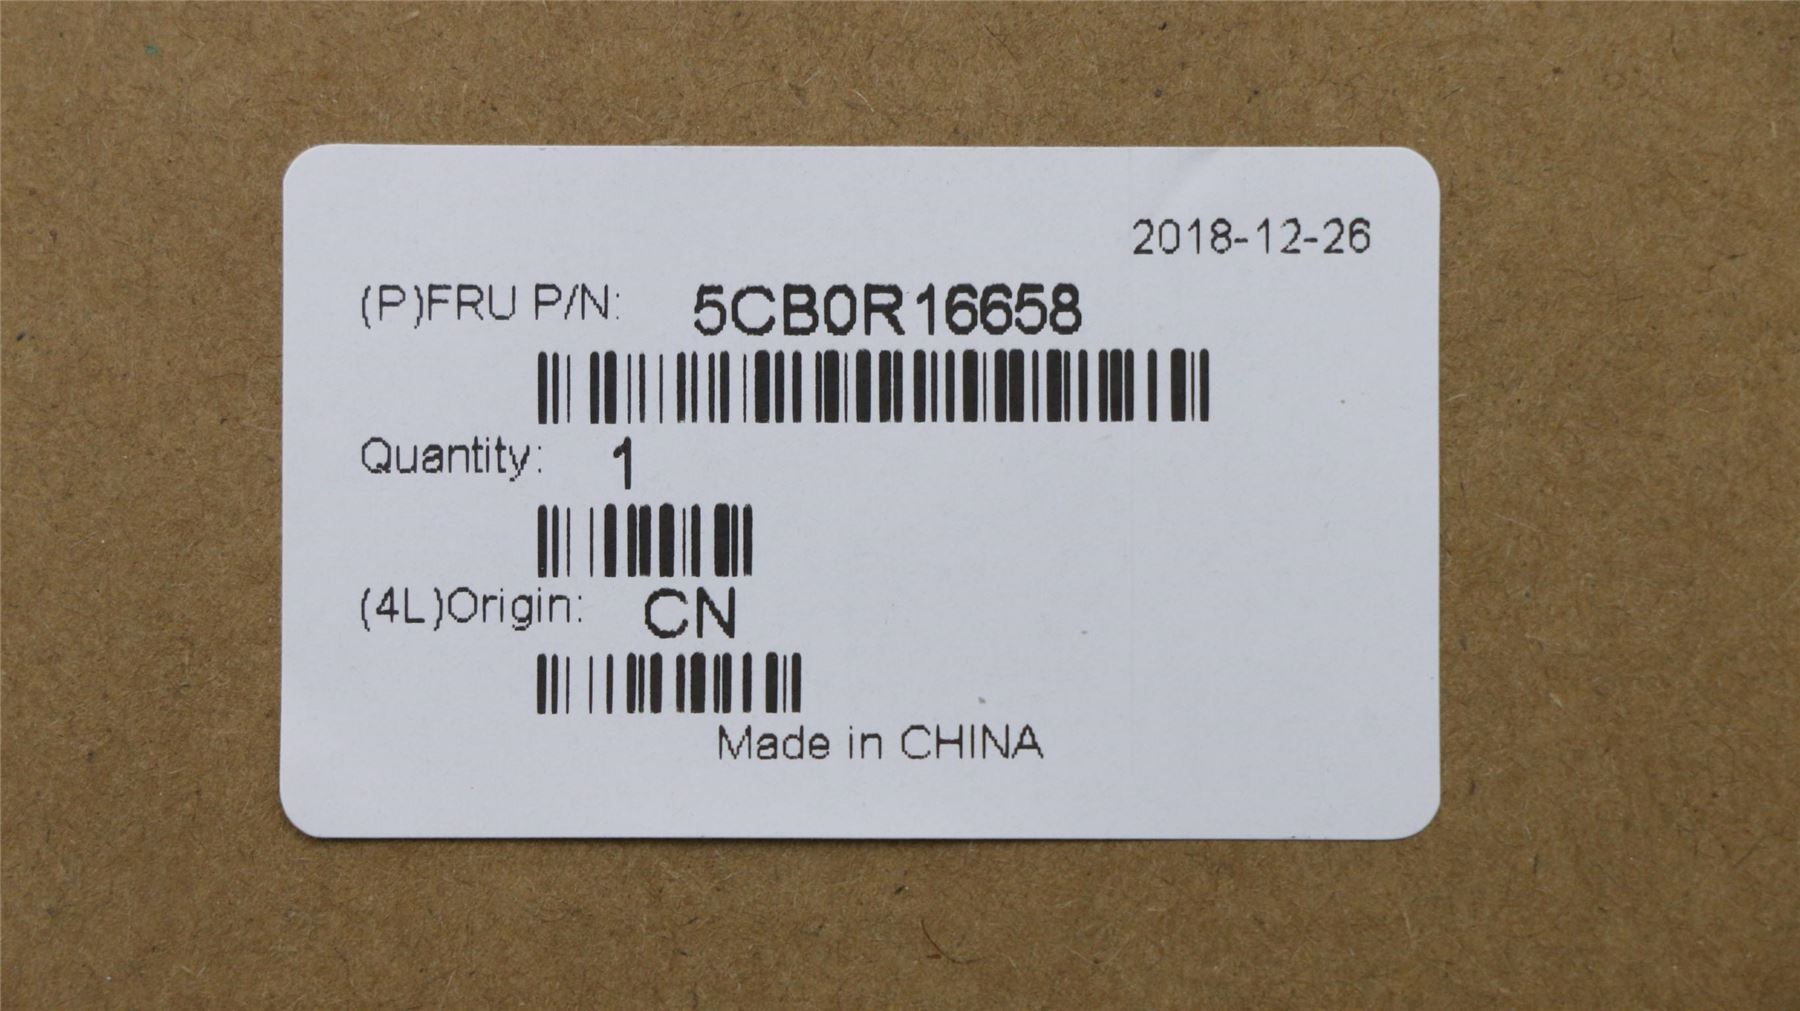 2018-12-26
(P)FRU P/N: 5CB0R16658
Quantity: 1
(4L)Origin: CN
Made in CHINA